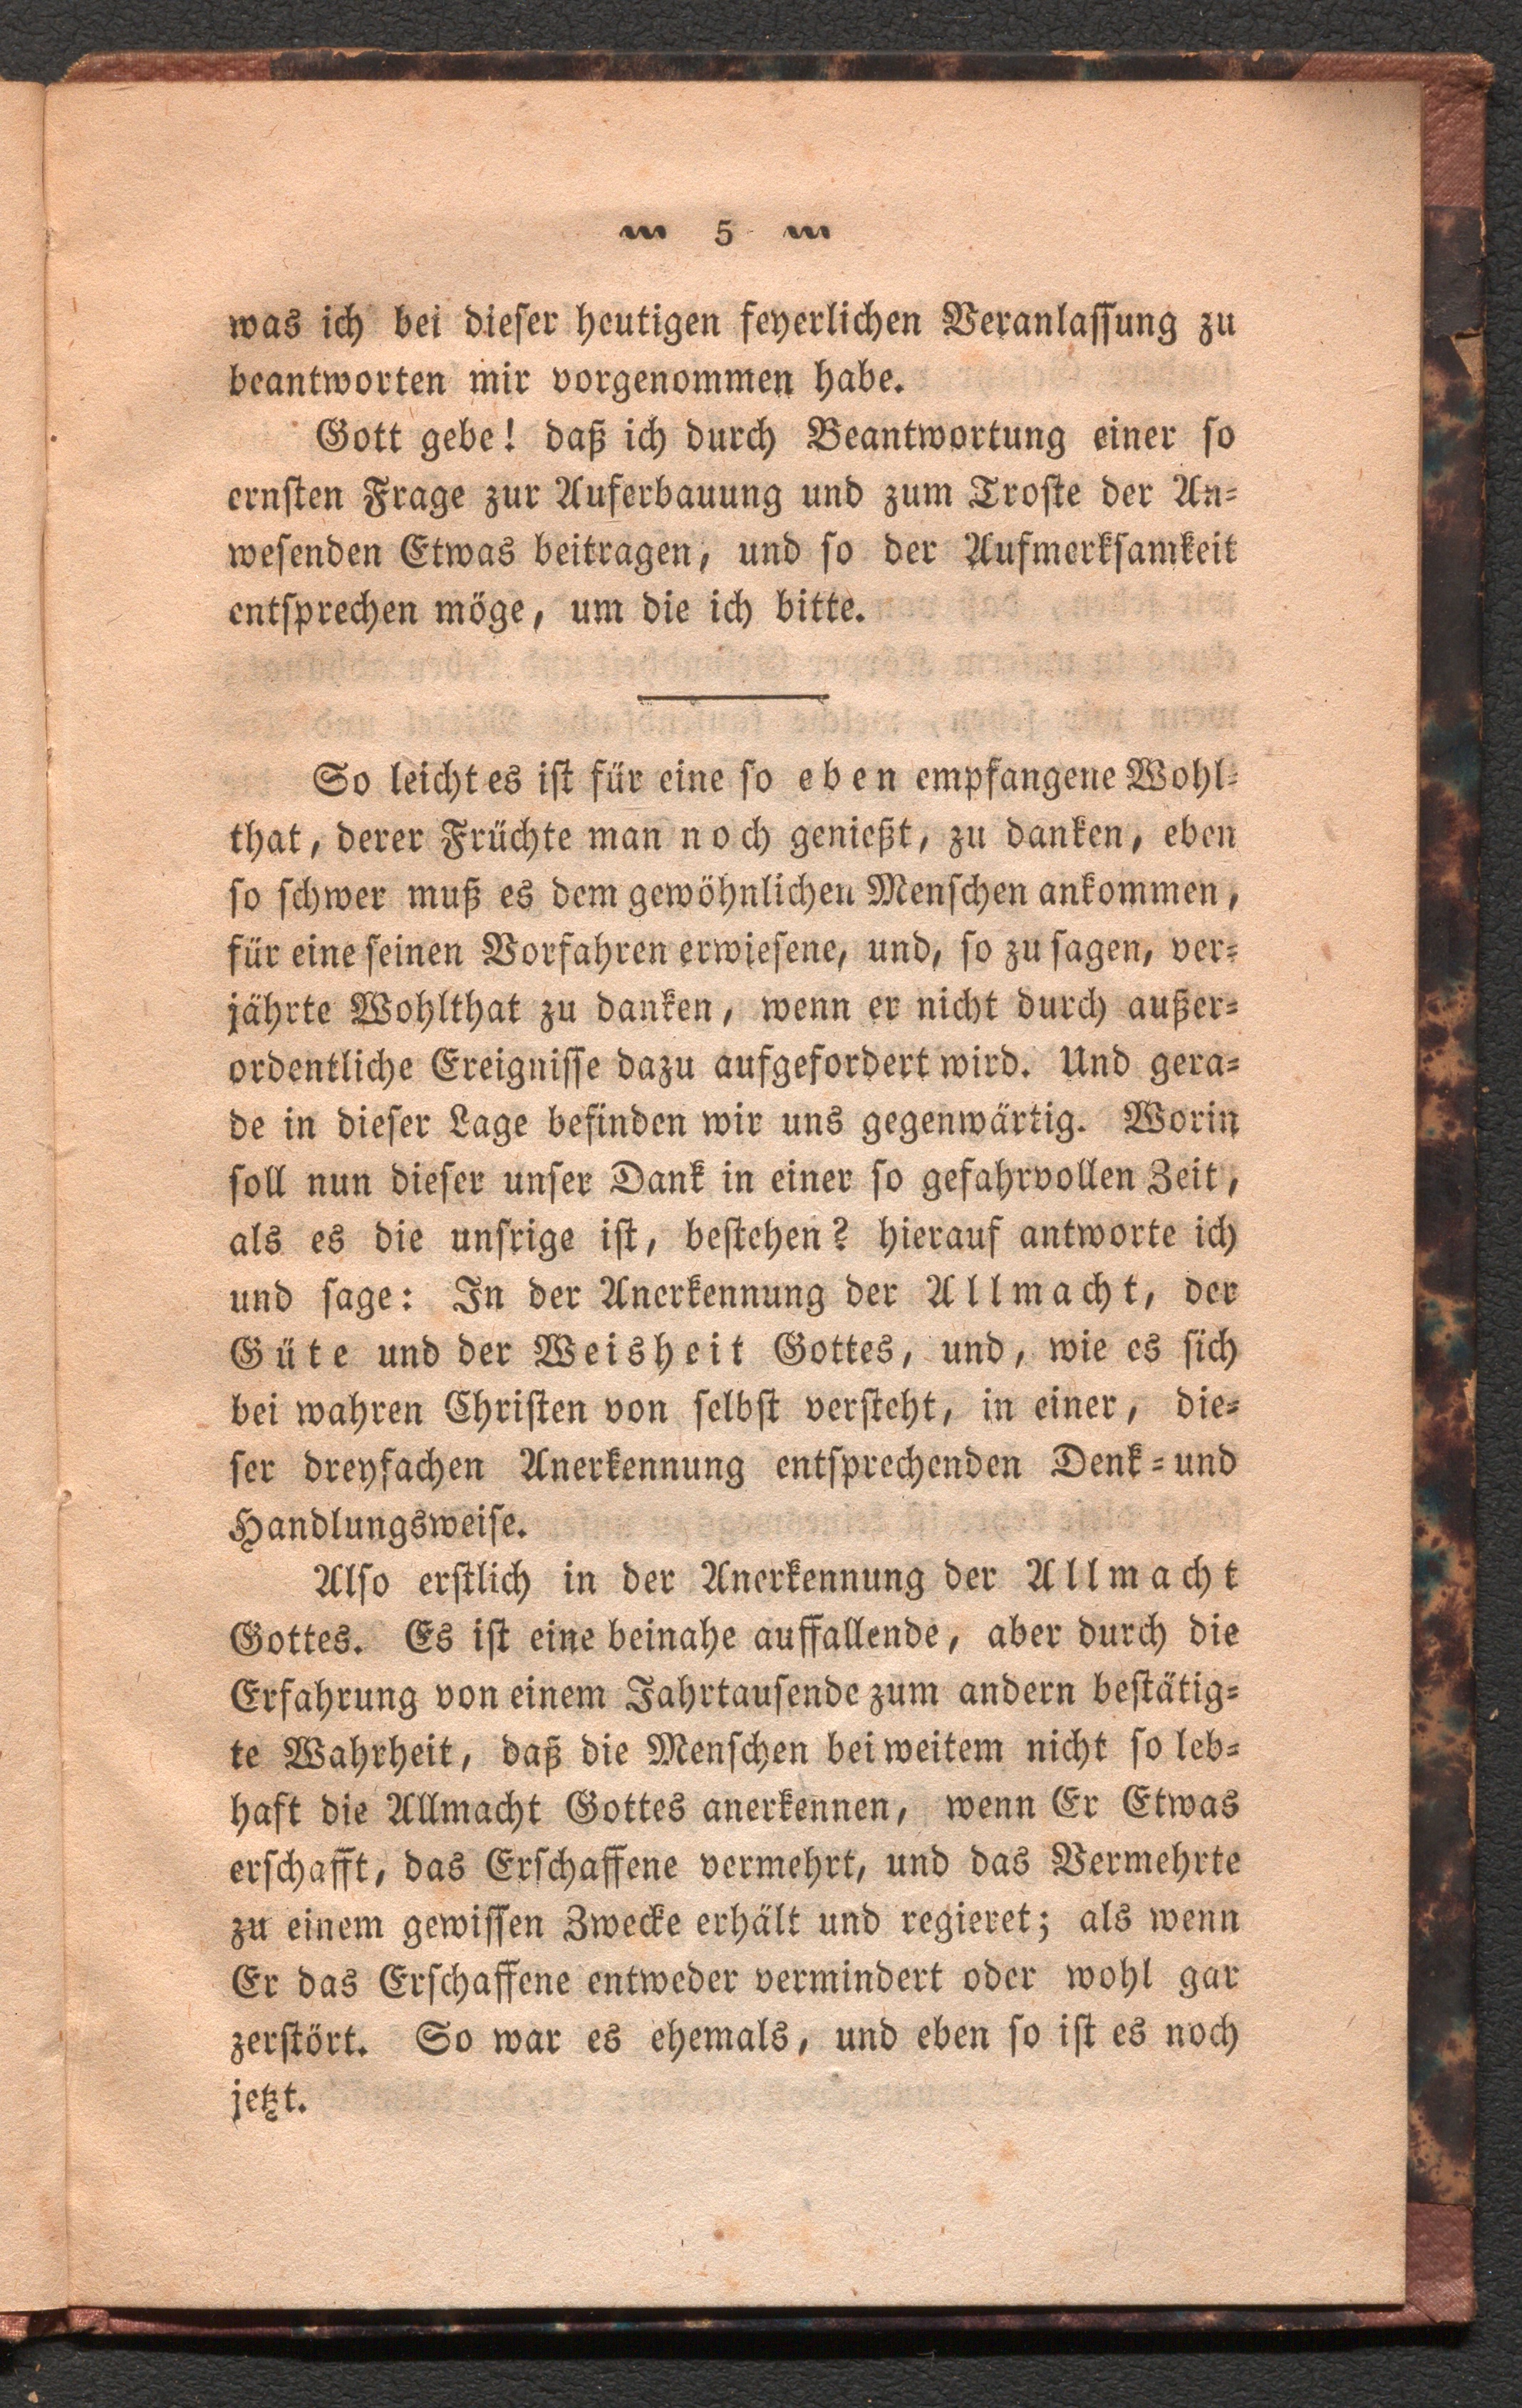 5
was ich bei dieser heutigen feyerlichen Veranlassung zu
beantworten mir vorgenommen habe.
Gott gebe! daß ich durch Beantwortung einer so
ernsten Frage zur Auferbauung und zum Troste der An-
wesenden Etwas beitragen, und so der Aufmerksamkeit
entsprechen möge, um die ich bitte.
So leicht es ist für eine so eben empfangene Wohl-
that, derer Früchte man noch genießt, zu danken, eben
so schwer muß es dem gewöhnlichen Menschen ankommen,
für eine seinen Vorfahren erwiesene, und, so zu sagen, ver-
jährte Wohlthat zu danken, wenn er nicht durch außer-
ordentliche Ereignisse dazu aufgefordert wird. Und gera-
de in dieser Lage befinden wir uns gegenwärtig. Worin
soll nun dieser unser Dank in einer so gefahrvollen Zeit,
als es die unsrige ist, bestehen? hierauf antworte ich
und sage: In der Anerkennung der Allmacht, der
Güte und der Weisheit Gottes, und, wie es sich
bei wahren Christen von selbst versteht, in einer, die-
ser dreyfachen Anerkennung entsprechenden Denk- und
Handlungsweise.
Also erstlich in der Anerkennung der Allmacht
Gottes. Es ist eine beinahe auffallende, aber durch die
Erfahrung von einem Jahrtausende zum andern bestätig-
te Wahrheit, daß die Menschen bei weitem nicht so leb-
haft die Allmacht Gottes anerkennen, wenn Er Etwas
erschafft, das Erschaffene vermehrt, und das Vermehrte
zu einem gewissen Zwecke erhält und regieret; als wenn
Er das Erschaffene entweder vermindert oder wohl gar
zerstört. So war es ehemals, und eben so ist es noch
jetzt.